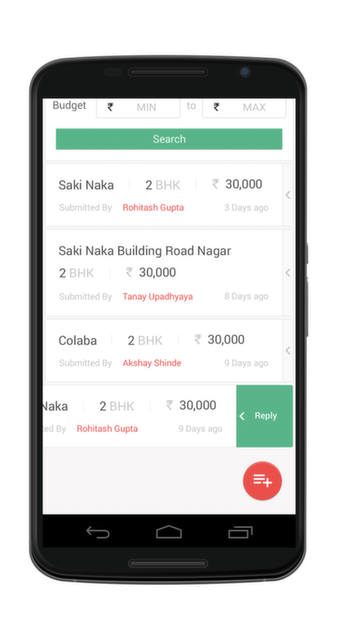 Budget ₹ MIN to ₹ MAX
Search
Saki Naka 2 BHK ₹ 30,000
Submitted By Rohitash Gupta 3 Days ago
Saki Naka Building Road Nagar
2 BHK ₹ 30,000
Submitted By Tanay Upadhyaya 8 Days ago
Colaba 2 BHK ₹ 30,000
Submitted By Akshay Shinde 9 Days ago
Naka 2 BHK ₹ 30,000
ted By Rohitash Gupta 9 Days ago
Reply